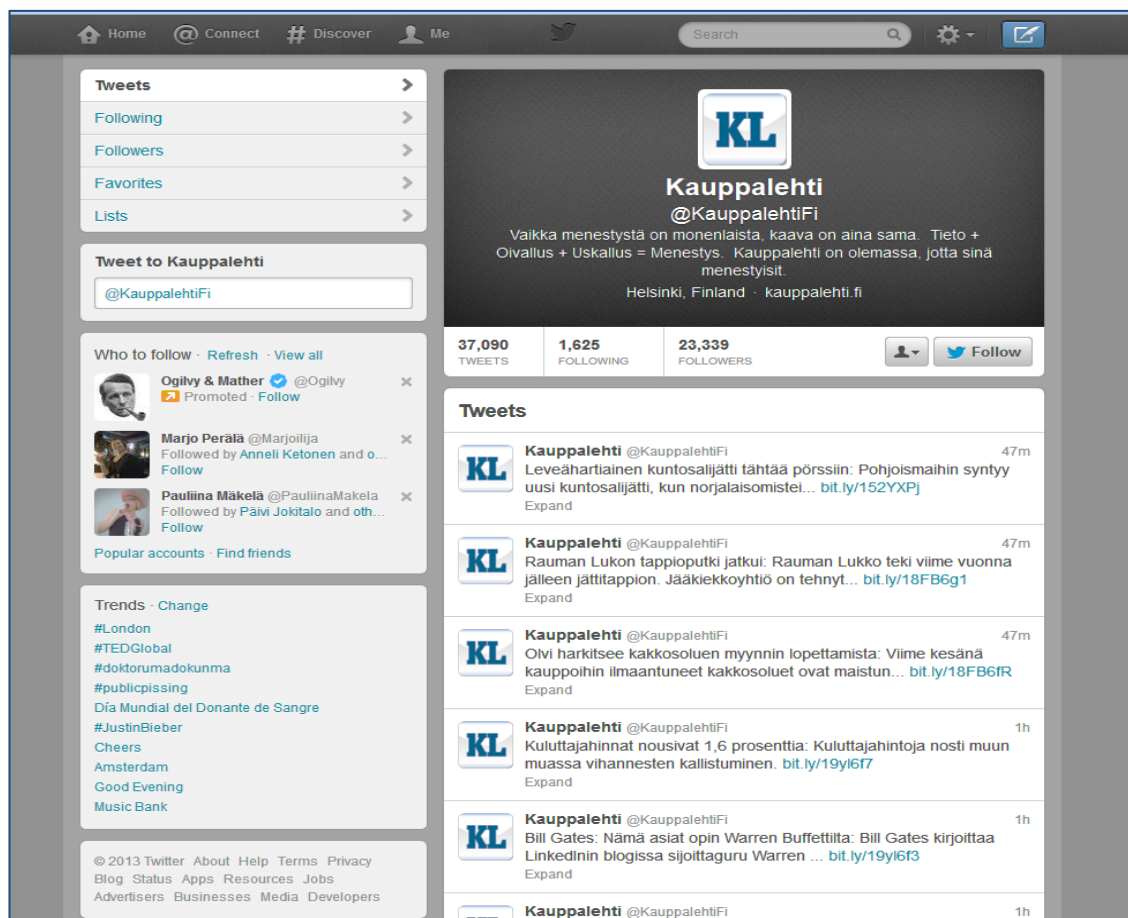 Home Connect # Discover Me
Search
Tweets
Following
Followers
Favorites
Lists
Tweet to Kauppalehti
@KauppalehtiFi
Who to follow · Refresh · View all
Ogilvy & Mather @Ogilvy
Promoted · Follow
Marjo Perälä @Marjoilija
Followed by Anneli Ketonen and o...
Follow
Pauliina Mäkelä @PauliinaMakela
Followed by Päivi Jokitalo and oth...
Follow
Popular accounts · Find friends
Trends · Change
#London
#TEDGlobal
#doktorumadokunma
#publicpissing
Día Mundial del Donante de Sangre
#JustinBieber
Cheers
Amsterdam
Good Evening
Music Bank
© 2013 Twitter About Help Terms Privacy
Blog Status Apps Resources Jobs
Advertisers Businesses Media Developers
KL
Kauppalehti
@KauppalehtiFi
Vaikka menestystä on monenlaista, kaava on aina sama. Tieto +
Oivallus + Uskallus = Menestys. Kauppalehti on olemassa, jotta sinä
menestyisit.
Helsinki, Finland · kauppalehti.fi
37,090 1,625 23,339
TWEETS FOLLOWING FOLLOWERS
Follow
Tweets
KL
Kauppalehti @KauppalehtiFi 47m
Leveähartiainen kuntosalijätti tähtää pörssiin: Pohjoismaihin syntyy
uusi kuntosalijätti, kun norjalaisomistei... bit.ly/152YXPj
Expand
KL
Kauppalehti @KauppalehtiFi 47m
Rauman Lukon tappioputki jatkui: Rauman Lukko teki viime vuonna
jälleen jättitappion. Jääkiekkoyhtiö on tehnyt... bit.ly/18FB6g1
Expand
KL
Kauppalehti @KauppalehtiFi 47m
Olvi harkitsee kakkosoluen myynnin lopettamista: Viime kesänä
kauppoihin ilmaantuneet kakkosoluet ovat maistun... bit.ly/18FB6fR
Expand
KL
Kauppalehti @KauppalehtiFi 1h
Kuluttajahinnat nousivat 1,6 prosenttia: Kuluttajahintoja nosti muun
muassa vihannesten kallistuminen. bit.ly/19yl6f7
Expand
KL
Kauppalehti @KauppalehtiFi 1h
Bill Gates: Nämä asiat opin Warren Buffettilta: Bill Gates kirjoittaa
LinkedInin blogissa sijoittaguru Warren ... bit.ly/19yl6f3
Expand
Kauppalehti @KauppalehtiFi 1h